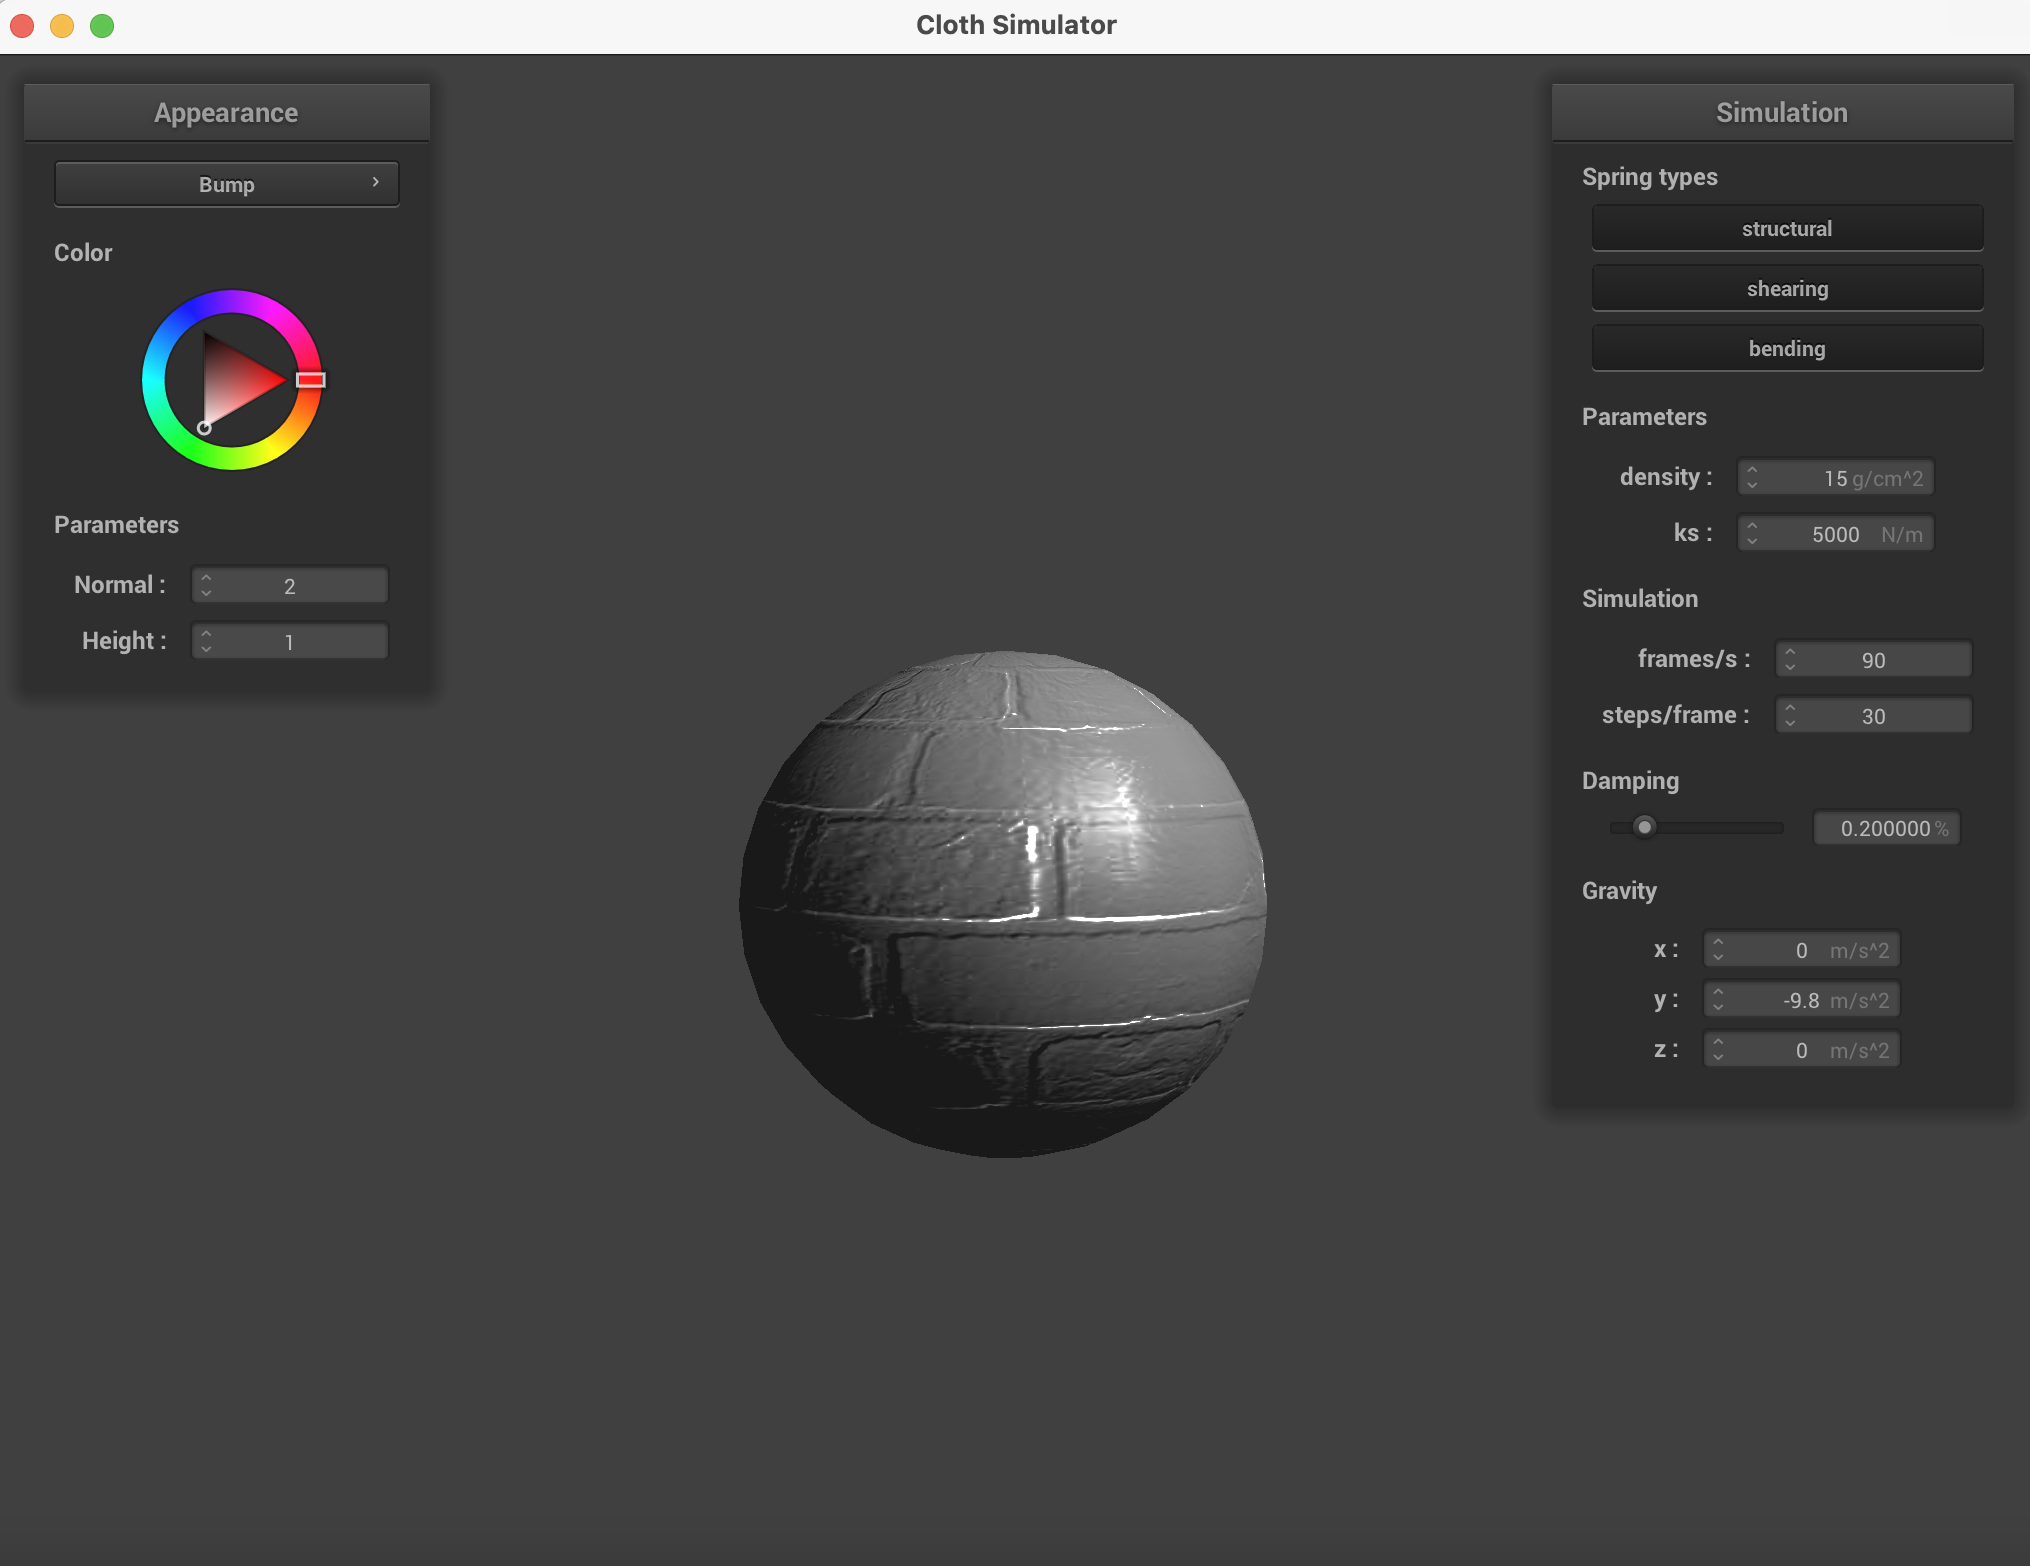 Cloth Simulator
Appearance
Bump
Color
Parameters
Normal : 2
Height : 1
Simulation
Spring types
structural
shearing
bending
Parameters
density : 15 g/cm^2
ks : 5000 N/m
Simulation
frames/s : 90
steps/frame : 30
Damping
0.200000 %
Gravity
x : 0 m/s^2
y : -9.8 m/s^2
z : 0 m/s^2